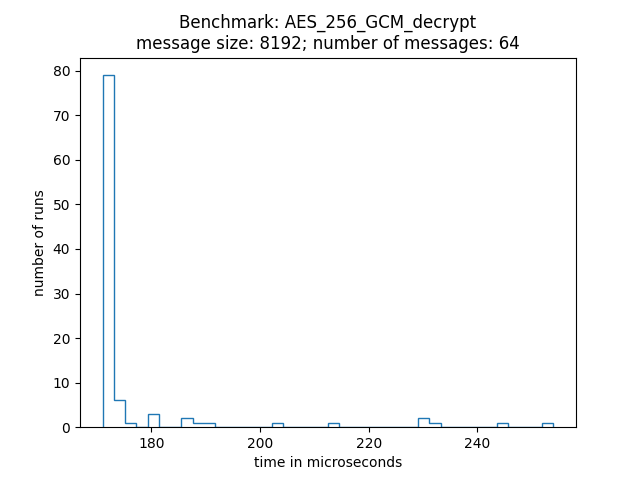 Benchmark: AES_256_GCM_decrypt
message size: 8192; number of messages: 64
80
70
60
50
40
30
20
10
0
number of runs
180 200 220 240
time in microseconds